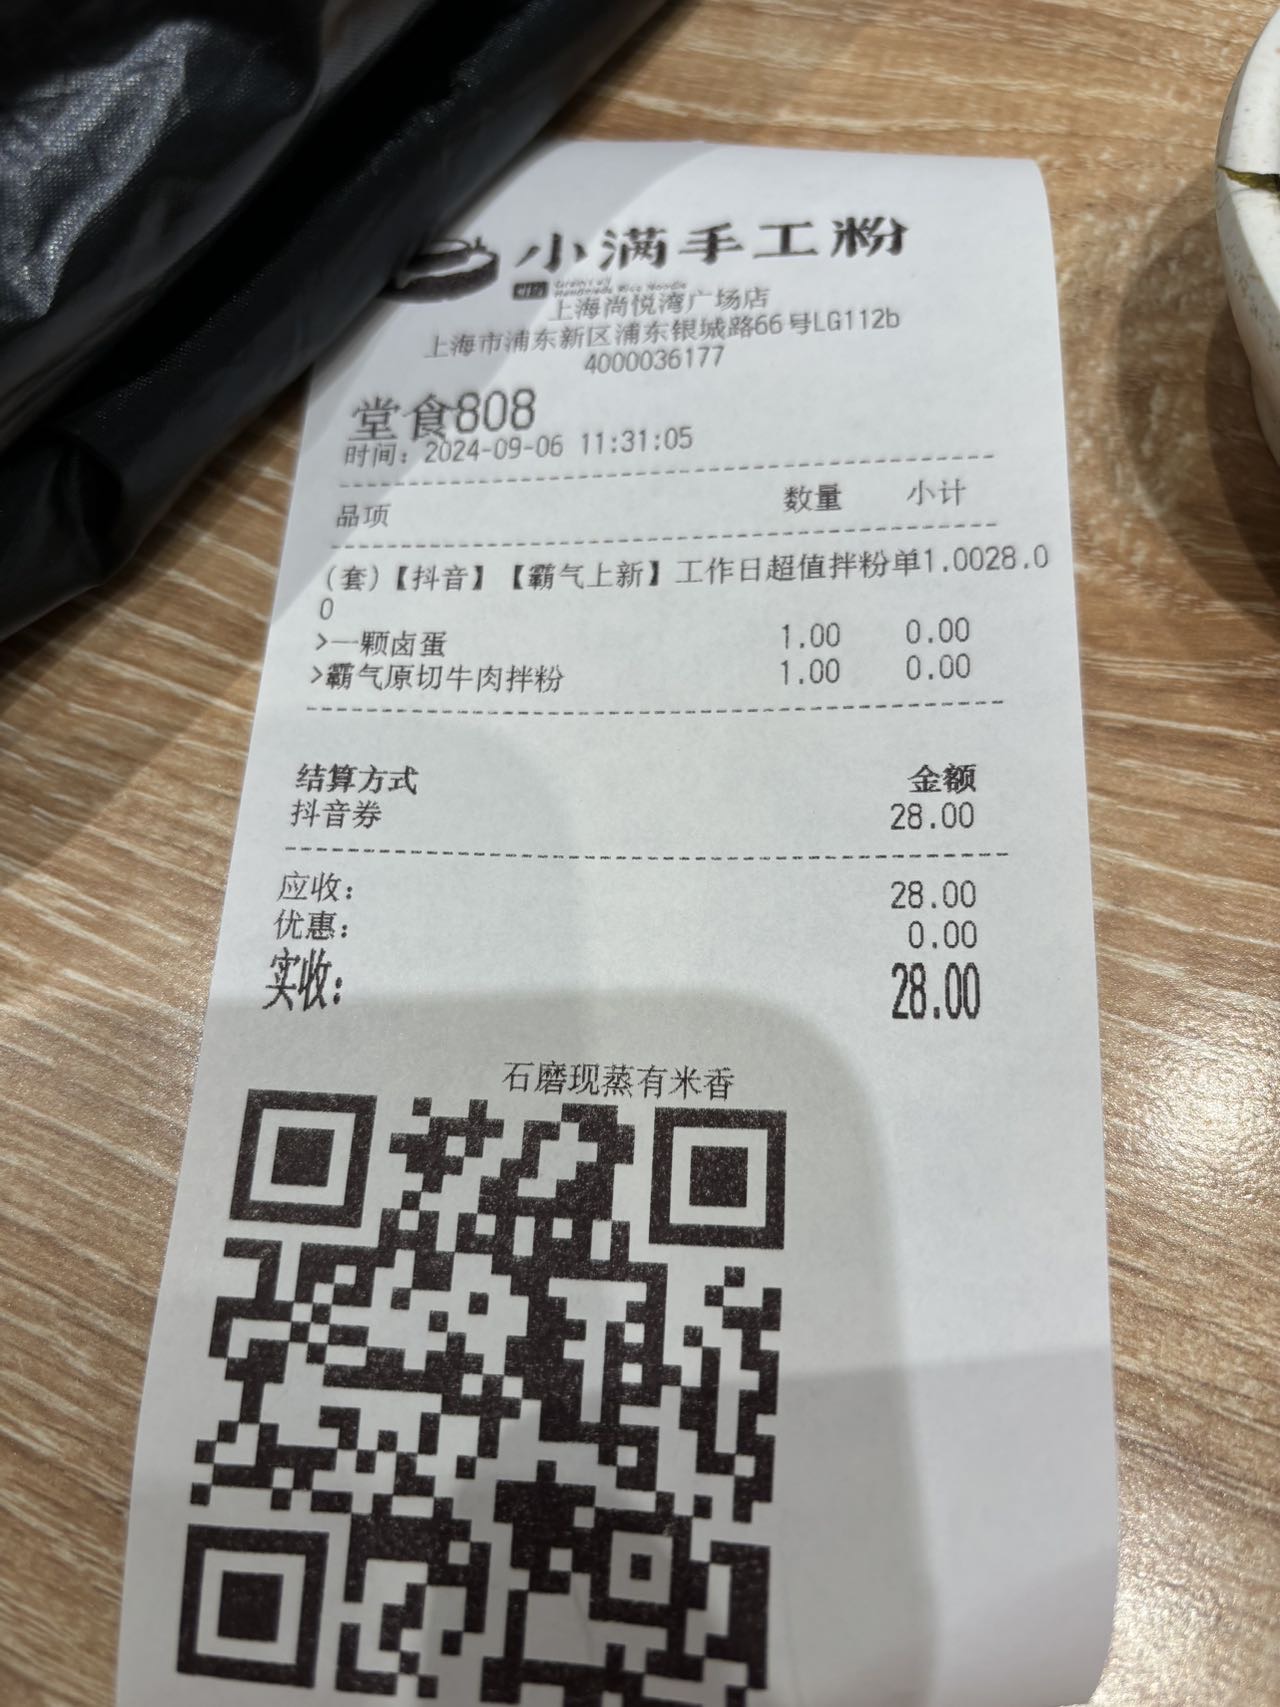 小满手工粉
Handmade Rice Noodle
上海尚悦湾广场店
上海市浦东新区浦东银城路66号LG112b
4000036177
堂食808
时间：2024-09-06 11:31:05
品项 数量 小计
(套)【抖音】【霸气上新】工作日超值拌粉单1.0028.0
0
>一颗卤蛋 1.00 0.00
>霸气原切牛肉拌粉 1.00 0.00
结算方式 金额
抖音券 28.00
应收： 28.00
优惠： 0.00
实收： 28.00
石磨现蒸有米香